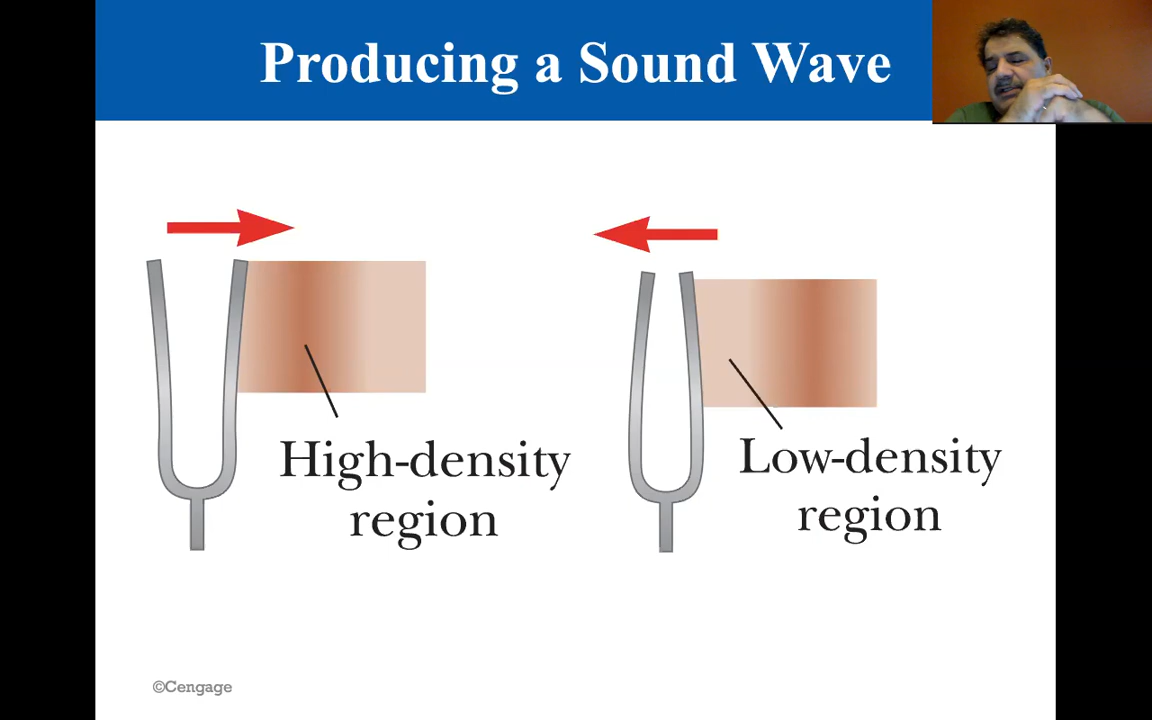 Producing a Sound Wave
High-density
region
Low-density
region
©Cengage